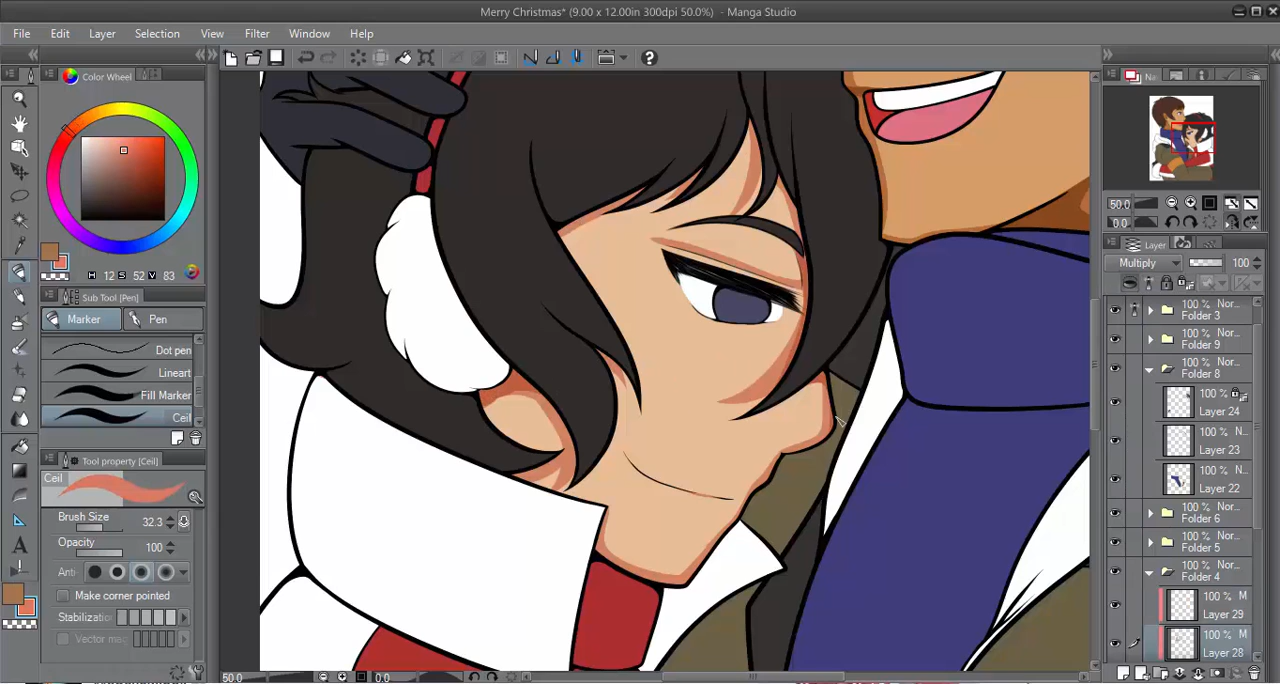 Merry Christmas* (9.00 x 12.00in 300dpi 50.0%) - Manga Studio
File Edit Layer Selection View Filter Window Help
Color Wheel
H 12 S 52 V 83
Sub Tool [Pen]
Marker Pen
Dot pen
Lineart
Fill Marker
Ceil
Tool property [Ceil]
Ceil
Brush Size 32.3
Opacity 100
Anti
Make corner pointed
Stabilization
Vector mag
50.0 0.0
50.0
0.0
Layer
Multiply 100
100 % Nor...
Folder 3
100 % Nor...
Folder 9
100 % Nor...
Folder 8
100 %
Layer 24
100 % N...
Layer 23
100 % N...
Layer 22
100 % Nor...
Folder 6
100 % Nor...
Folder 5
100 % Nor...
Folder 4
100 % M
Layer 29
100 % M
Layer 28